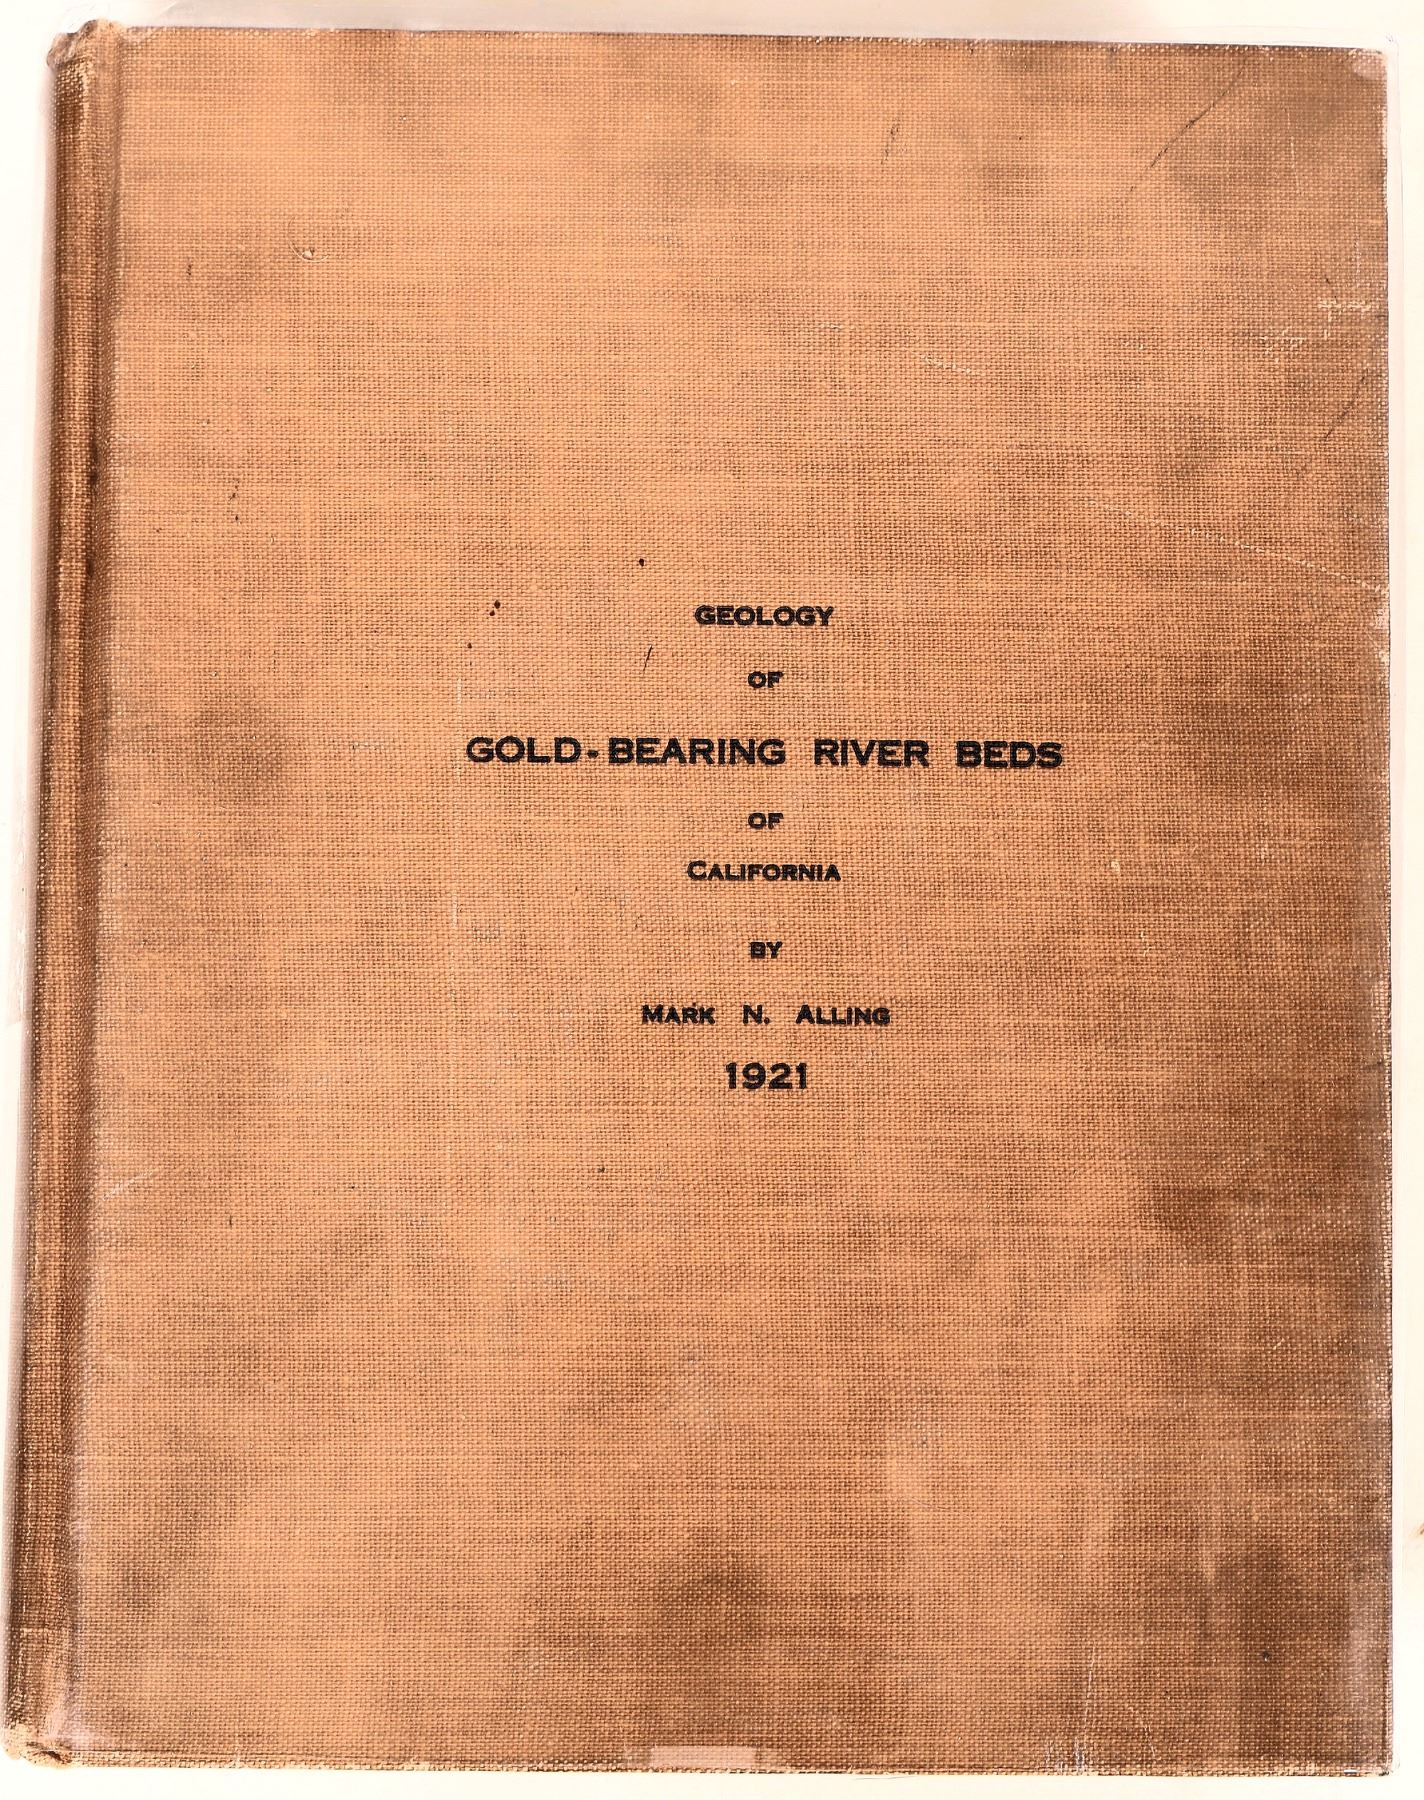 GEOLOGY
OF
GOLD-BEARING RIVER BEDS
OF
CALIFORNIA
BY
MARK N. ALLING
1921